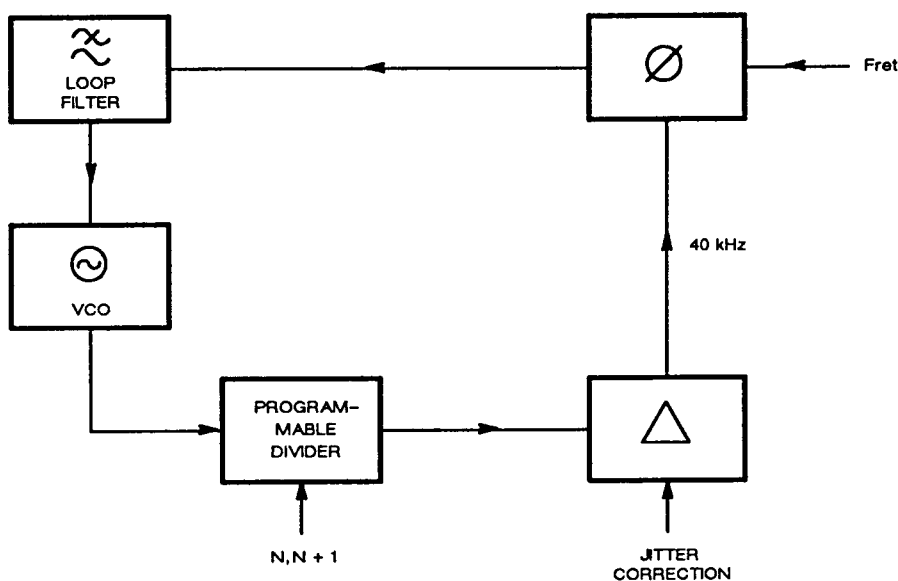 LOOP
FILTER
Ø
Fret
VCO
40 kHz
PROGRAM-
MABLE
DIVIDER
△
N, N + 1
JITTER
CORRECTION